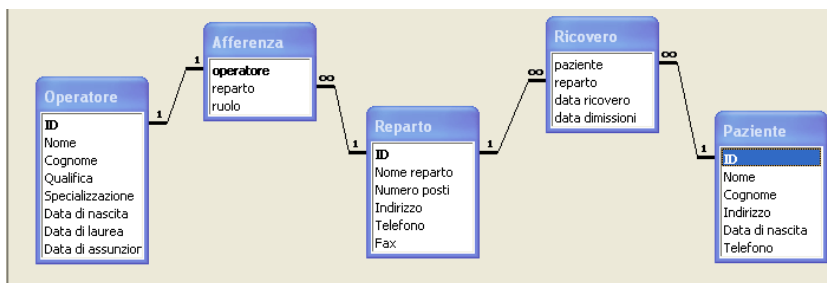 Operatore
ID
Nome
Cognome
Qualifica
Specializzazione
Data di nascita
Data di laurea
Data di assunzior
1
1
Afferenza
operatore
reparto
ruolo
∞
1
Reparto
ID
Nome reparto
Numero posti
Indirizzo
Telefono
Fax
1
∞
Ricovero
paziente
reparto
data ricovero
data dimissioni
∞
1
Paziente
ID
Nome
Cognome
Indirizzo
Data di nascita
Telefono